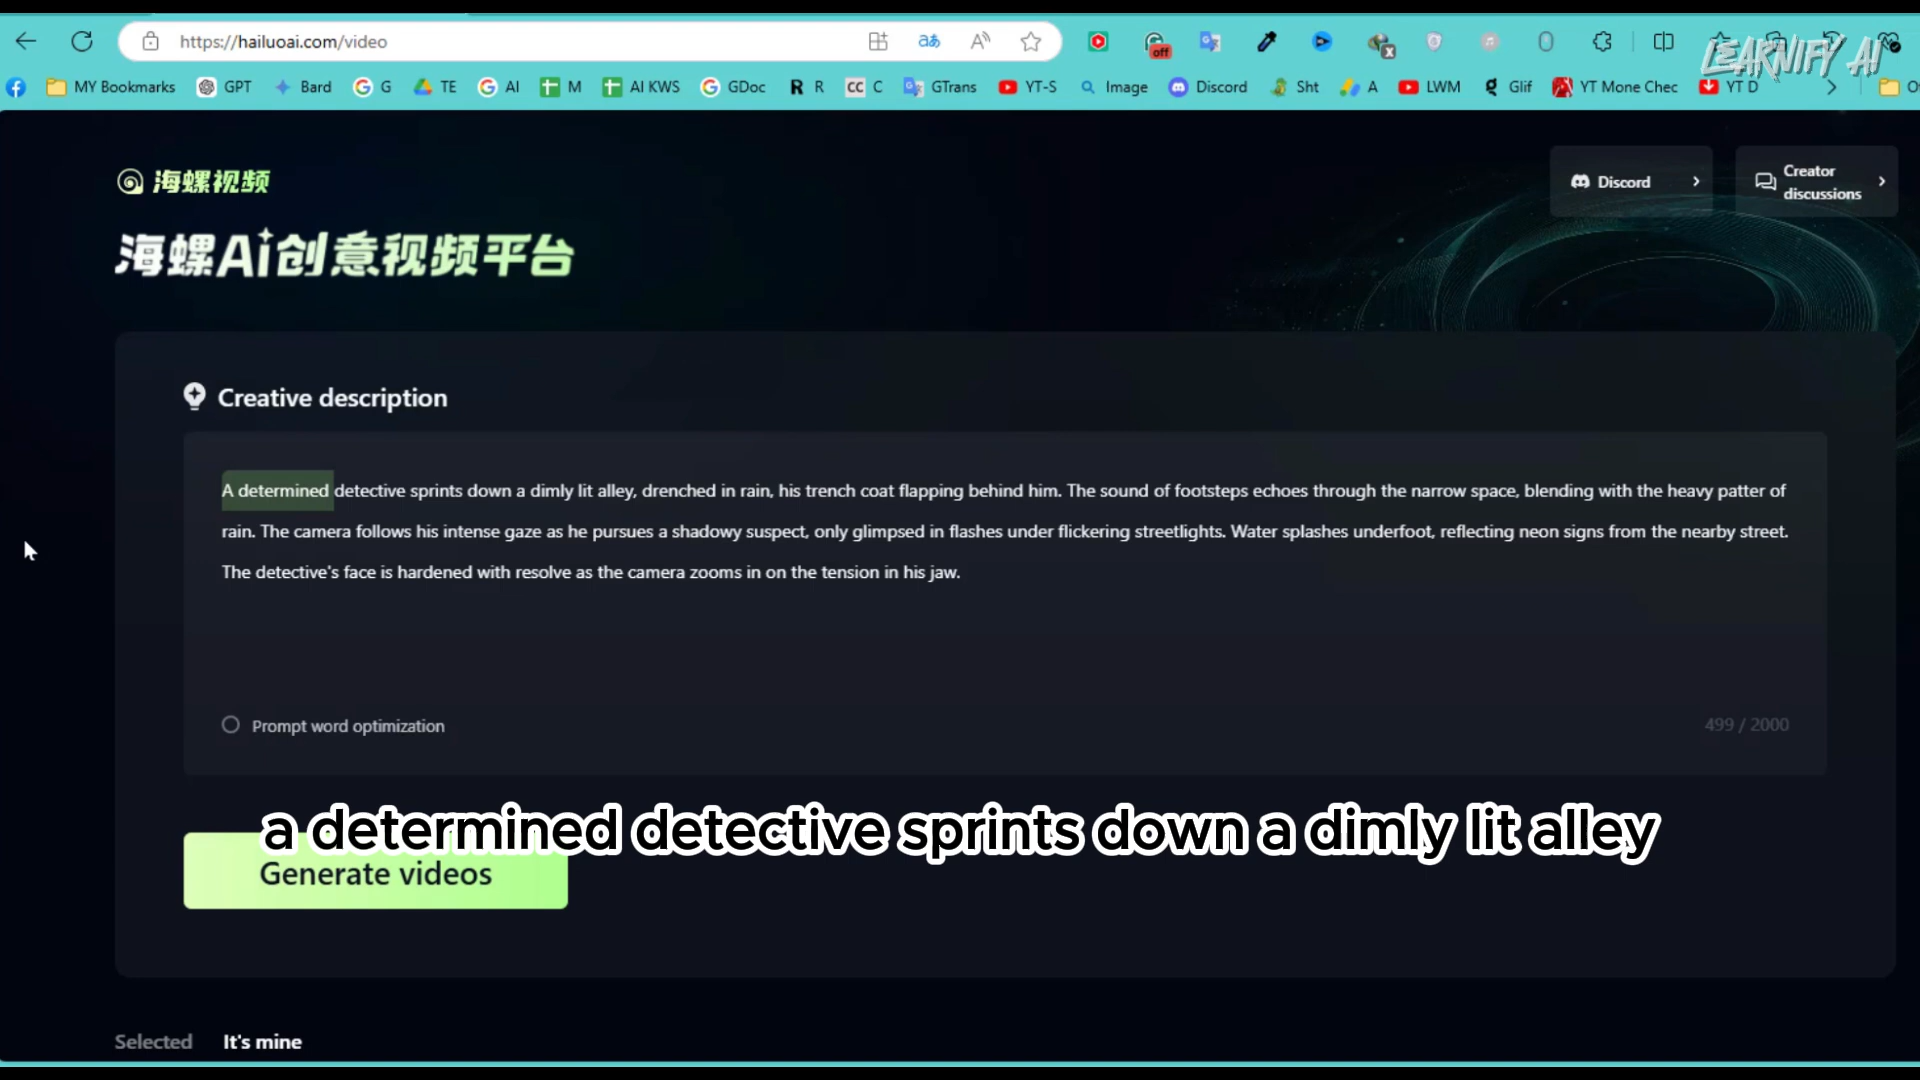 LEARNIFY AI
https://hailuoai.com/video
off
MY Bookmarks GPT Bard G TE AI M AI KWS GDoc R C GTrans YT-S Image Discord Sht A LWM Glif YT Mone Chec YT D
海螺视频
Discord
Creator
discussions
海螺Ai创意视频平台
Creative description
A determined detective sprints down a dimly lit alley, drenched in rain, his trench coat flapping behind him. The sound of footsteps echoes through the narrow space, blending with the heavy patter of
rain. The camera follows his intense gaze as he pursues a shadowy suspect, only glimpsed in flashes under flickering streetlights. Water splashes underfoot, reflecting neon signs from the nearby street.
The detective's face is hardened with resolve as the camera zooms in on the tension in his jaw.
Prompt word optimization
499 / 2000
a determined detective sprints down a dimly lit alley
Generate videos
Selected It's mine